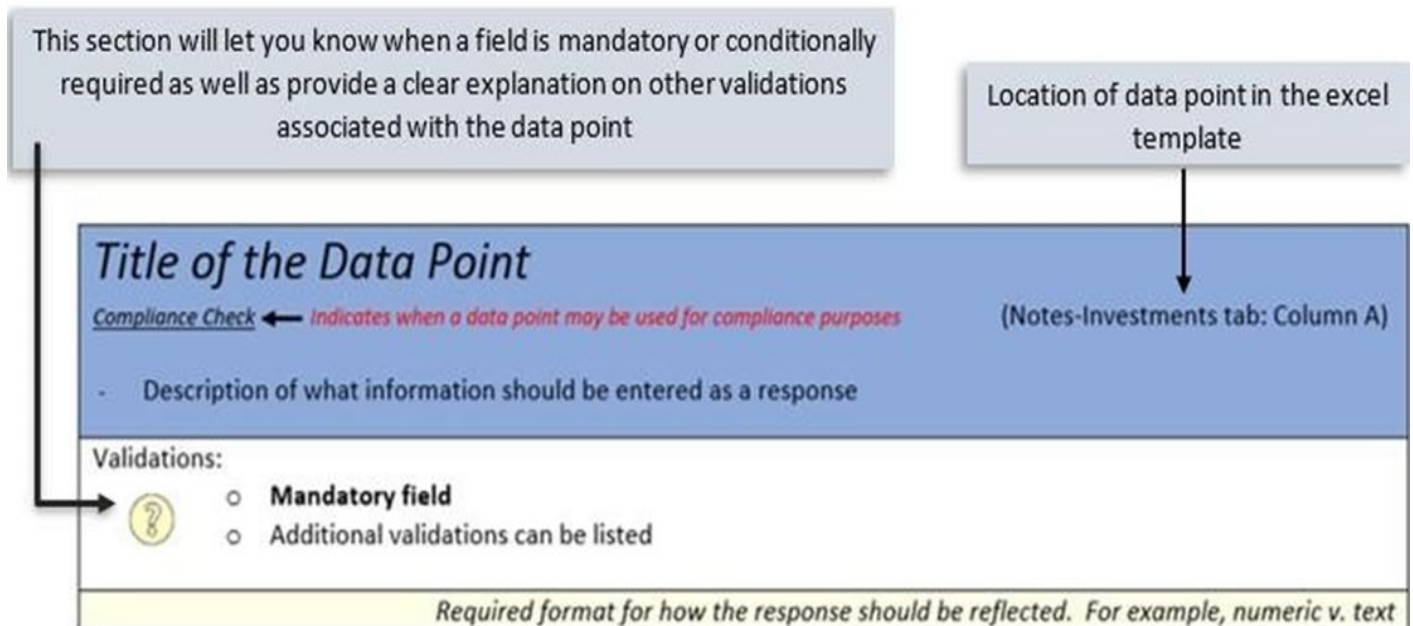 This section will let you know when a field is mandatory or conditionally
required as well as provide a clear explanation on other validations
associated with the data point
Location of data point in the excel
template
Title of the Data Point
Compliance Check Indicates when a data point may be used for compliance purposes (Notes-Investments tab: Column A)
- Description of what information should be entered as a response
Validations:
? o Mandatory field
o Additional validations can be listed
Required format for how the response should be reflected. For example, numeric v. text